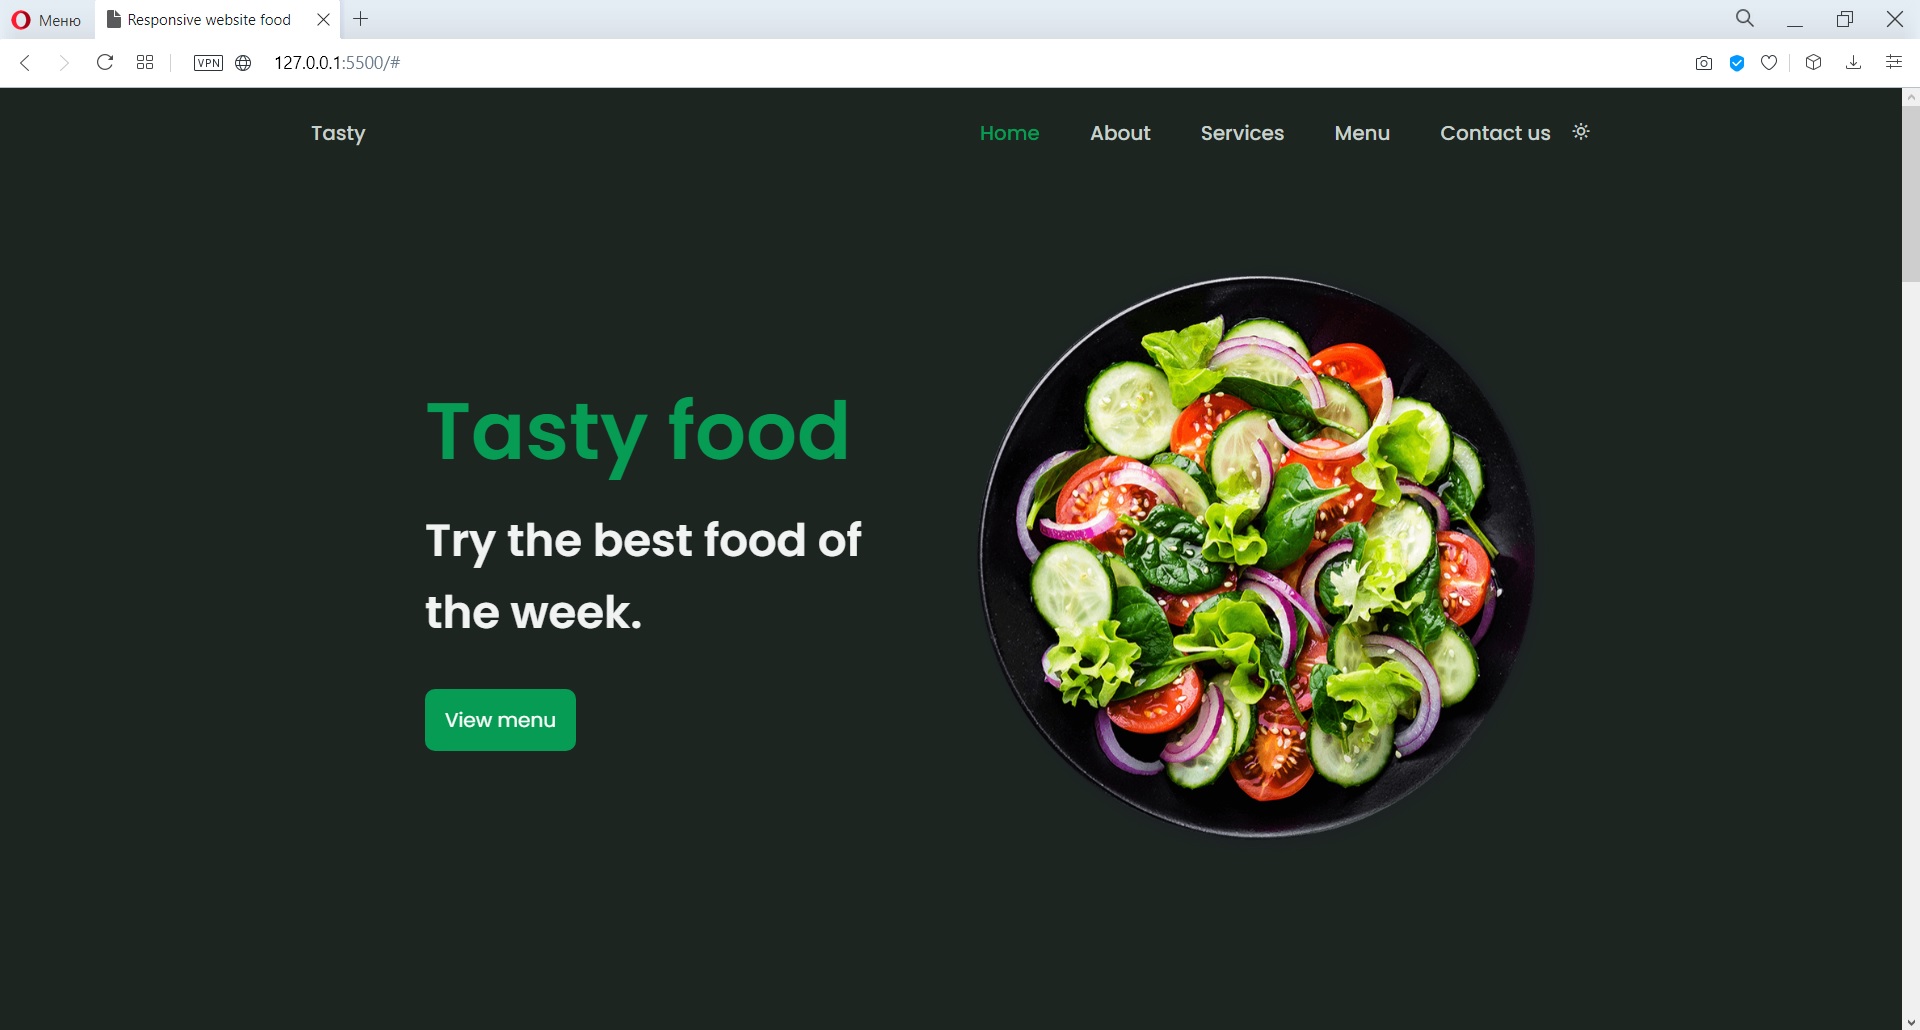 Меню
Responsive website food
VPN
127.0.0.1:5500/#
Tasty
Home
About
Services
Menu
Contact us
Tasty food
Try the best food of
the week.
View menu